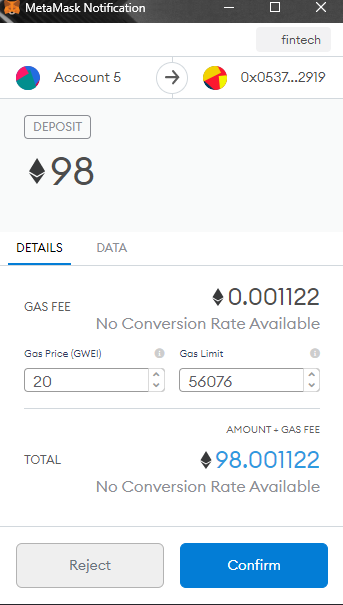 MetaMask Notification
fintech
Account 5
0x0537...2919
DEPOSIT
98
DETAILS DATA
GAS FEE
0.001122
No Conversion Rate Available
Gas Price (GWEI) Gas Limit
20 56076
AMOUNT + GAS FEE
TOTAL
98.001122
No Conversion Rate Available
Reject Confirm